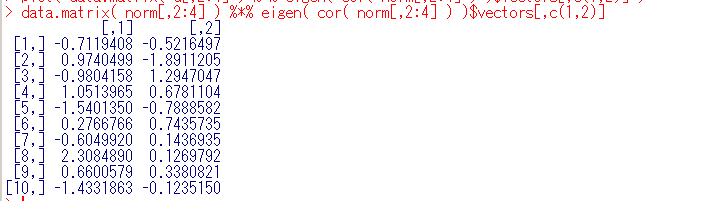 > data.matrix( norm[,2:4] ) %*% eigen( cor( norm[,2:4] ) )$vectors[,c(1,2)]
[,1] [,2]
[1,] -0.7119408 -0.5216497
[2,] 0.9740499 -1.8911205
[3,] -0.9804158 1.2947047
[4,] 1.0513965 0.6781104
[5,] -1.5401350 -0.7888582
[6,] 0.2766766 0.7435735
[7,] -0.6049920 0.1436935
[8,] 2.3084890 0.1269792
[9,] 0.6600579 0.3380821
[10,] -1.4331863 -0.1235150